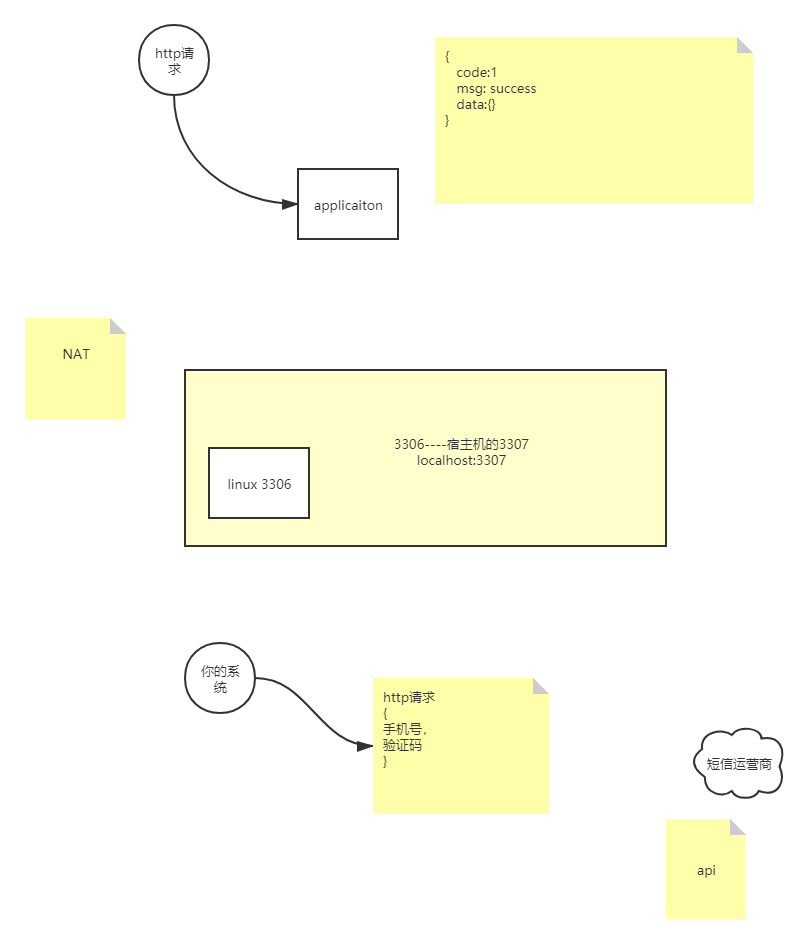 http请
求
{
code:1
msg: success
data:{}
}
applicaiton
NAT
3306----宿主机的3307
localhost:3307
linux 3306
你的系
统
http请求
{
手机号，
验证码
}
短信运营商
api